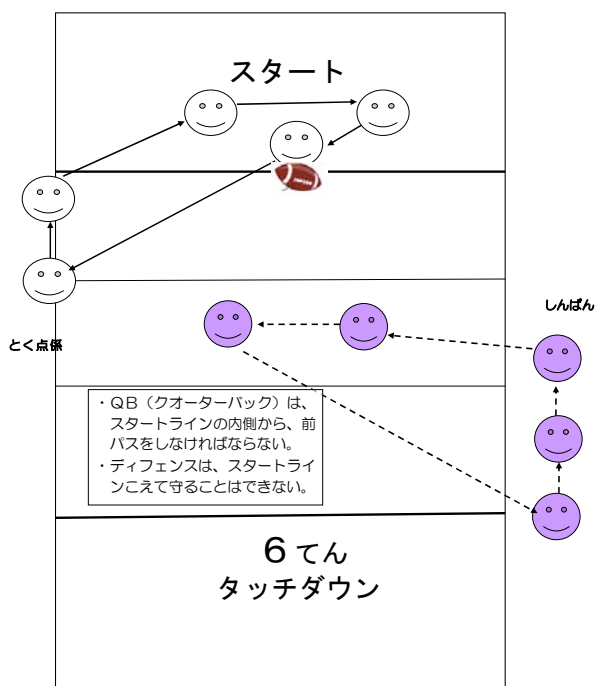 スタート
しんぱん
とく点係
・QB（クオーターバック）は、
スタートラインの内側から、前
パスをしなければならない。
・ディフェンスは、スタートライ
ンこえて守ることはできない。
6てん
タッチダウン